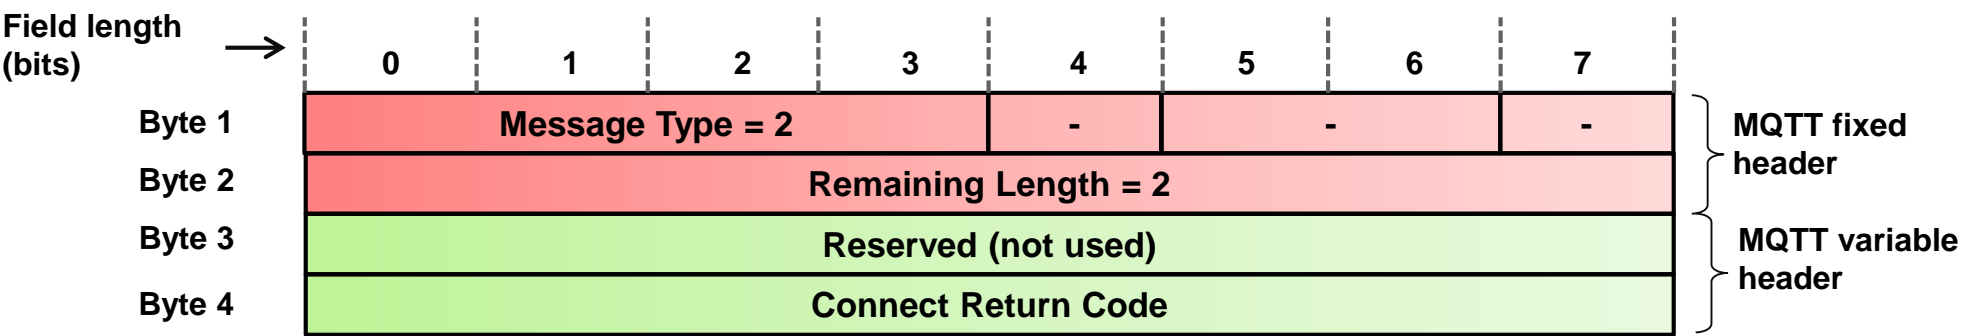 Field length
(bits)
0 1 2 3 4 5 6 7
Byte 1
Message Type = 2
-
-
-
MQTT fixed
header
Byte 2
Remaining Length = 2
Byte 3
Reserved (not used)
MQTT variable
header
Byte 4
Connect Return Code